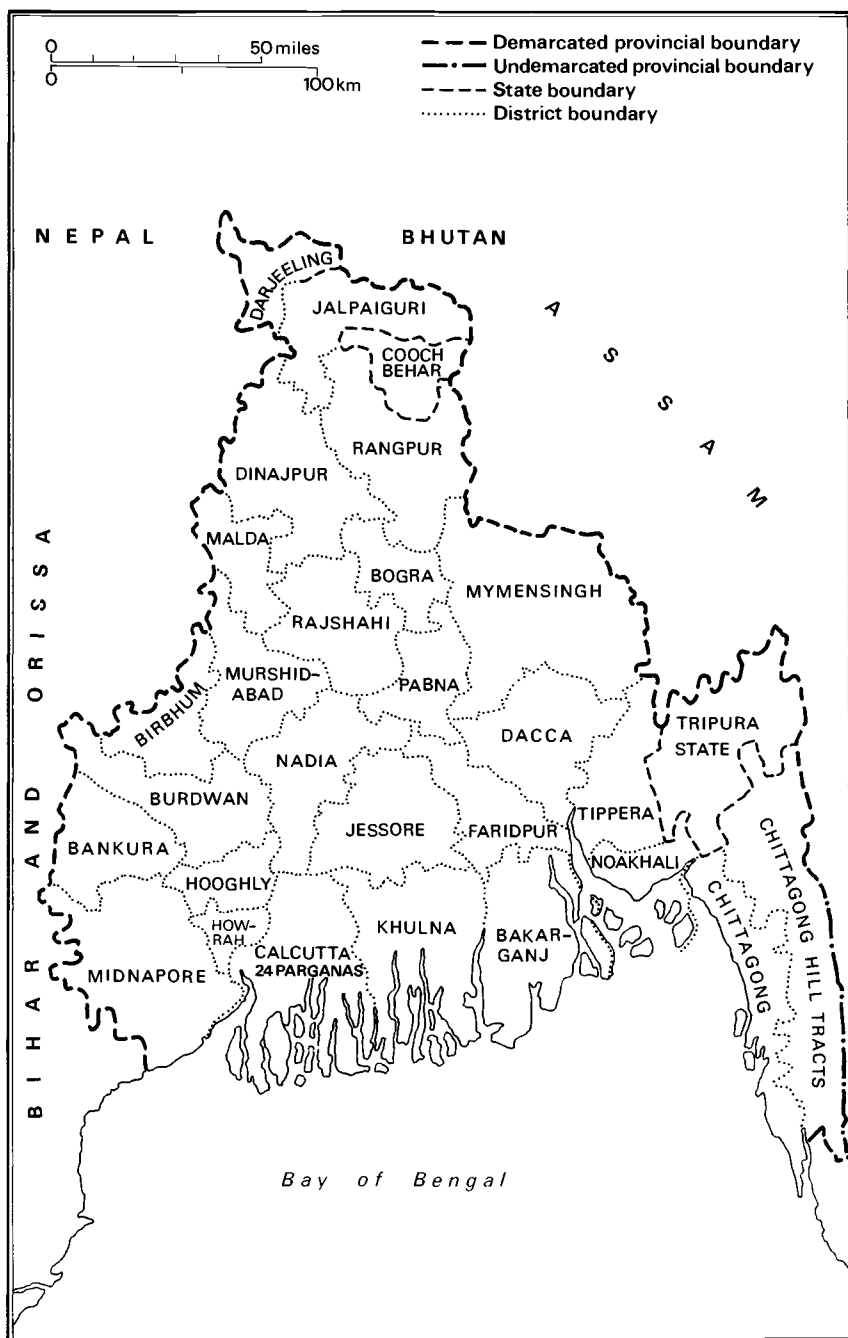 0 50 miles
0 100 km
Demarcated provincial boundary
Undemarcated provincial boundary
State boundary
District boundary
NEPAL
BHUTAN
ASSAM
BIHAR AND ORISSA
DARJEELING
JALPAIGURI
COOCH
BEHAR
RANGPUR
DINAJPUR
MALDA
BOGRA
MYMENSINGH
RAJSHAHI
MURSHID-
ABAD
PABNA
BIRBHUM
DACCA
TRIPURA
STATE
NADIA
BURDWAN
JESSORE
FARIDPUR
TIPPERA
BANKURA
NOAKHALI
HOOGHLY
HOW-
RAH
CALCUTTA
24 PARGANAS
KHULNA
BAKAR-
GANJ
MIDNAPORE
CHITTAGONG
CHITTAGONG HILL TRACTS
Bay of Bengal